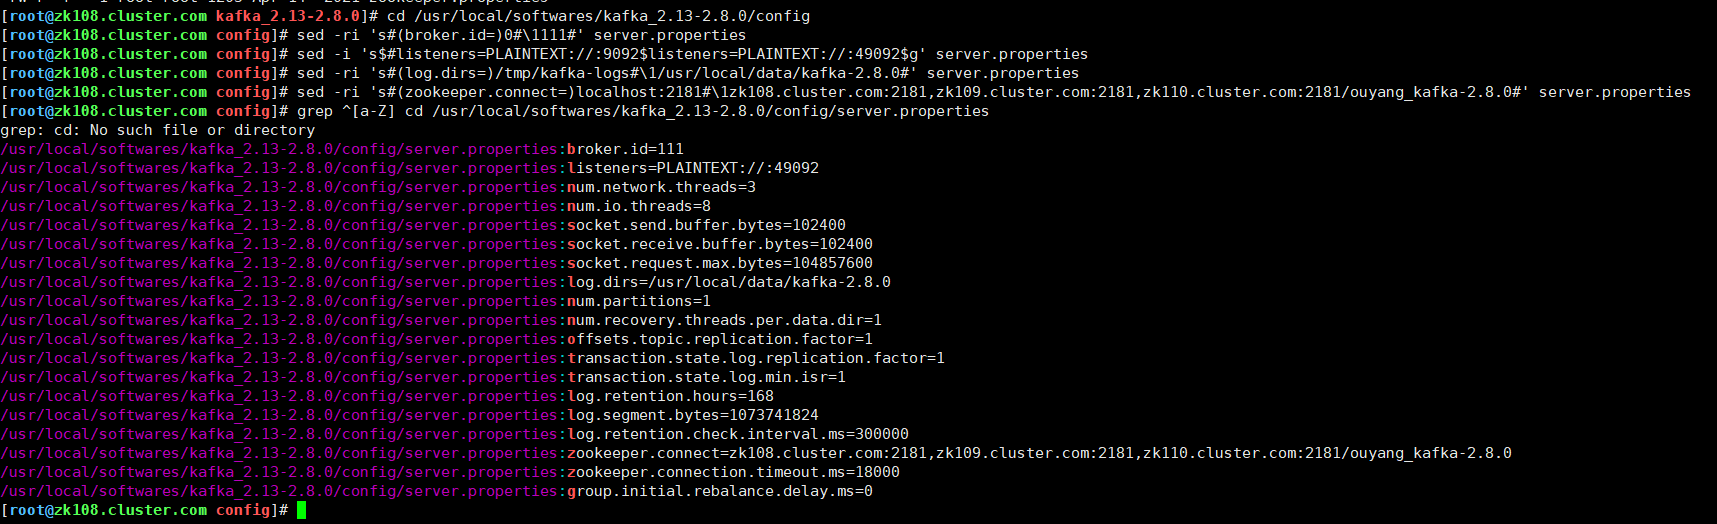 [root@zk108.cluster.com kafka_2.13-2.8.0]# cd /usr/local/softwares/kafka_2.13-2.8.0/config
[root@zk108.cluster.com config]# sed -ri 's#(broker.id=)0#\1111#' server.properties
[root@zk108.cluster.com config]# sed -i 's$#listeners=PLAINTEXT://:9092$listeners=PLAINTEXT://:49092$g' server.properties
[root@zk108.cluster.com config]# sed -ri 's#(log.dirs=)/tmp/kafka-logs#\1/usr/local/data/kafka-2.8.0#' server.properties
[root@zk108.cluster.com config]# sed -ri 's#(zookeeper.connect=)localhost:2181#\1zk108.cluster.com:2181,zk109.cluster.com:2181,zk110.cluster.com:2181/ouyang_kafka-2.8.0#' server.properties
[root@zk108.cluster.com config]# grep ^[a-Z] cd /usr/local/softwares/kafka_2.13-2.8.0/config/server.properties
grep: cd: No such file or directory
/usr/local/softwares/kafka_2.13-2.8.0/config/server.properties:broker.id=111
/usr/local/softwares/kafka_2.13-2.8.0/config/server.properties:listeners=PLAINTEXT://:49092
/usr/local/softwares/kafka_2.13-2.8.0/config/server.properties:num.network.threads=3
/usr/local/softwares/kafka_2.13-2.8.0/config/server.properties:num.io.threads=8
/usr/local/softwares/kafka_2.13-2.8.0/config/server.properties:socket.send.buffer.bytes=102400
/usr/local/softwares/kafka_2.13-2.8.0/config/server.properties:socket.receive.buffer.bytes=102400
/usr/local/softwares/kafka_2.13-2.8.0/config/server.properties:socket.request.max.bytes=104857600
/usr/local/softwares/kafka_2.13-2.8.0/config/server.properties:log.dirs=/usr/local/data/kafka-2.8.0
/usr/local/softwares/kafka_2.13-2.8.0/config/server.properties:num.partitions=1
/usr/local/softwares/kafka_2.13-2.8.0/config/server.properties:num.recovery.threads.per.data.dir=1
/usr/local/softwares/kafka_2.13-2.8.0/config/server.properties:offsets.topic.replication.factor=1
/usr/local/softwares/kafka_2.13-2.8.0/config/server.properties:transaction.state.log.replication.factor=1
/usr/local/softwares/kafka_2.13-2.8.0/config/server.properties:transaction.state.log.min.isr=1
/usr/local/softwares/kafka_2.13-2.8.0/config/server.properties:log.retention.hours=168
/usr/local/softwares/kafka_2.13-2.8.0/config/server.properties:log.segment.bytes=1073741824
/usr/local/softwares/kafka_2.13-2.8.0/config/server.properties:log.retention.check.interval.ms=300000
/usr/local/softwares/kafka_2.13-2.8.0/config/server.properties:zookeeper.connect=zk108.cluster.com:2181,zk109.cluster.com:2181,zk110.cluster.com:2181/ouyang_kafka-2.8.0
/usr/local/softwares/kafka_2.13-2.8.0/config/server.properties:zookeeper.connection.timeout.ms=18000
/usr/local/softwares/kafka_2.13-2.8.0/config/server.properties:group.initial.rebalance.delay.ms=0
[root@zk108.cluster.com config]#